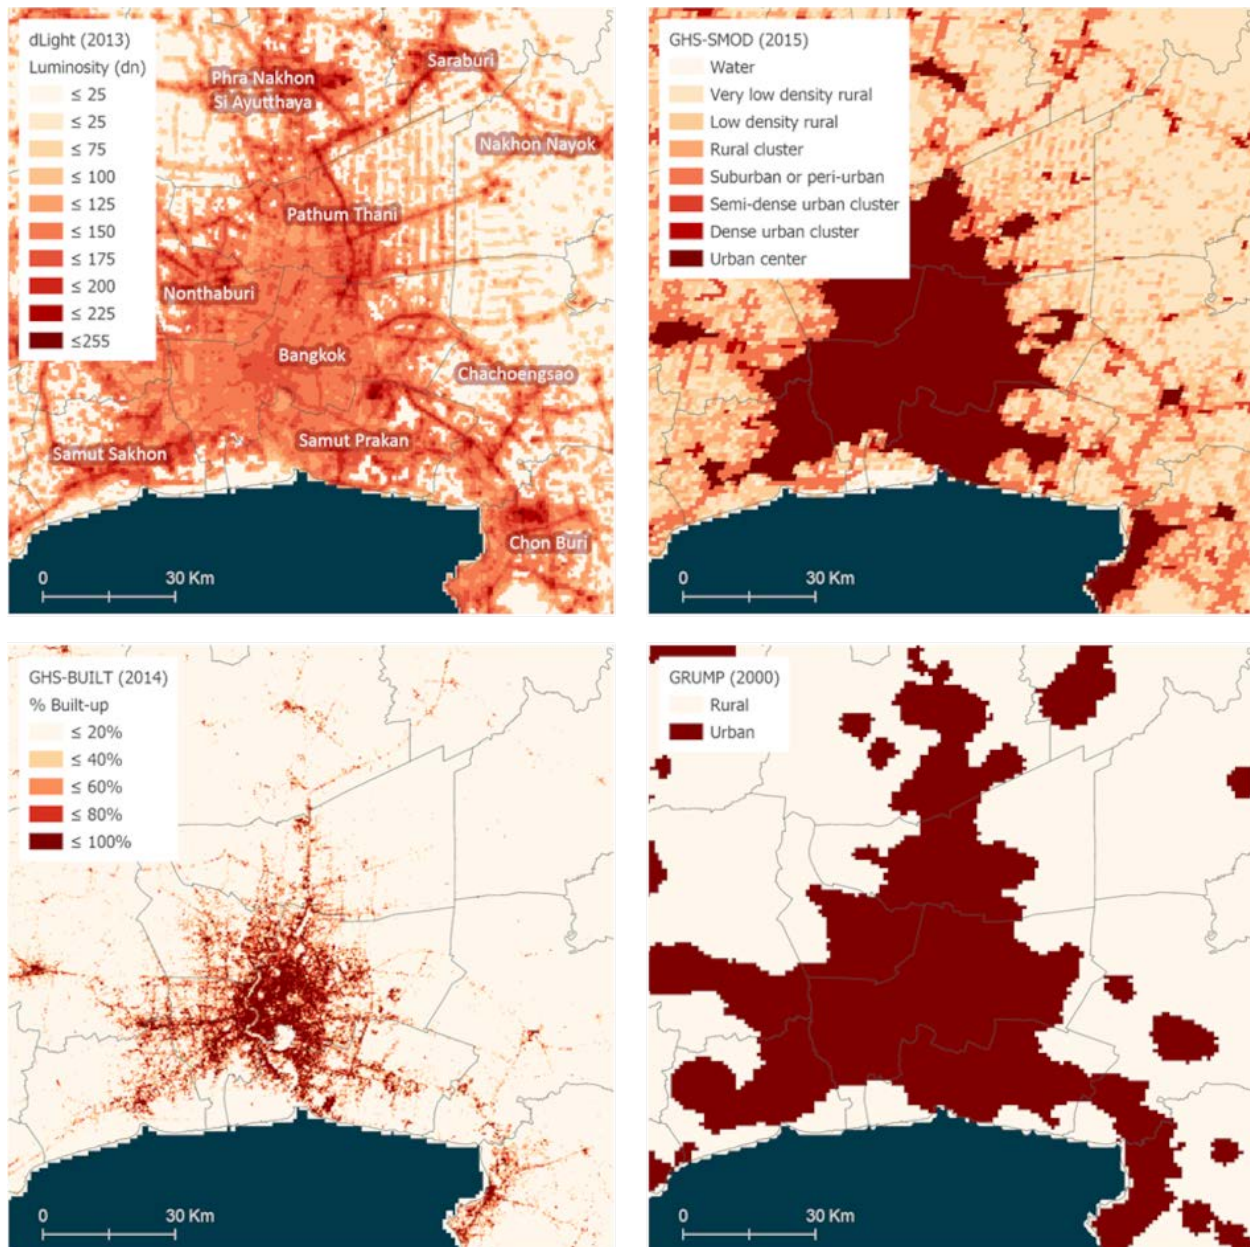 dLight (2013)
Luminosity (dn)
≤ 25
≤ 25
≤ 75
≤ 100
≤ 125
≤ 150
≤ 175
≤ 200
≤ 225
≤255
Phra Nakhon
Si Ayutthaya
Saraburi
Nakhon Nayok
Pathum Thani
Nonthaburi
Bangkok
Chachoengsao
Samut Prakan
Samut Sakhon
Chon Buri
0 30 Km
GHS-SMOD (2015)
Water
Very low density rural
Low density rural
Rural cluster
Suburban or peri-urban
Semi-dense urban cluster
Dense urban cluster
Urban center
0 30 Km
GHS-BUILT (2014)
% Built-up
≤ 20%
≤ 40%
≤ 60%
≤ 80%
≤ 100%
0 30 Km
GRUMP (2000)
Rural
Urban
0 30 Km